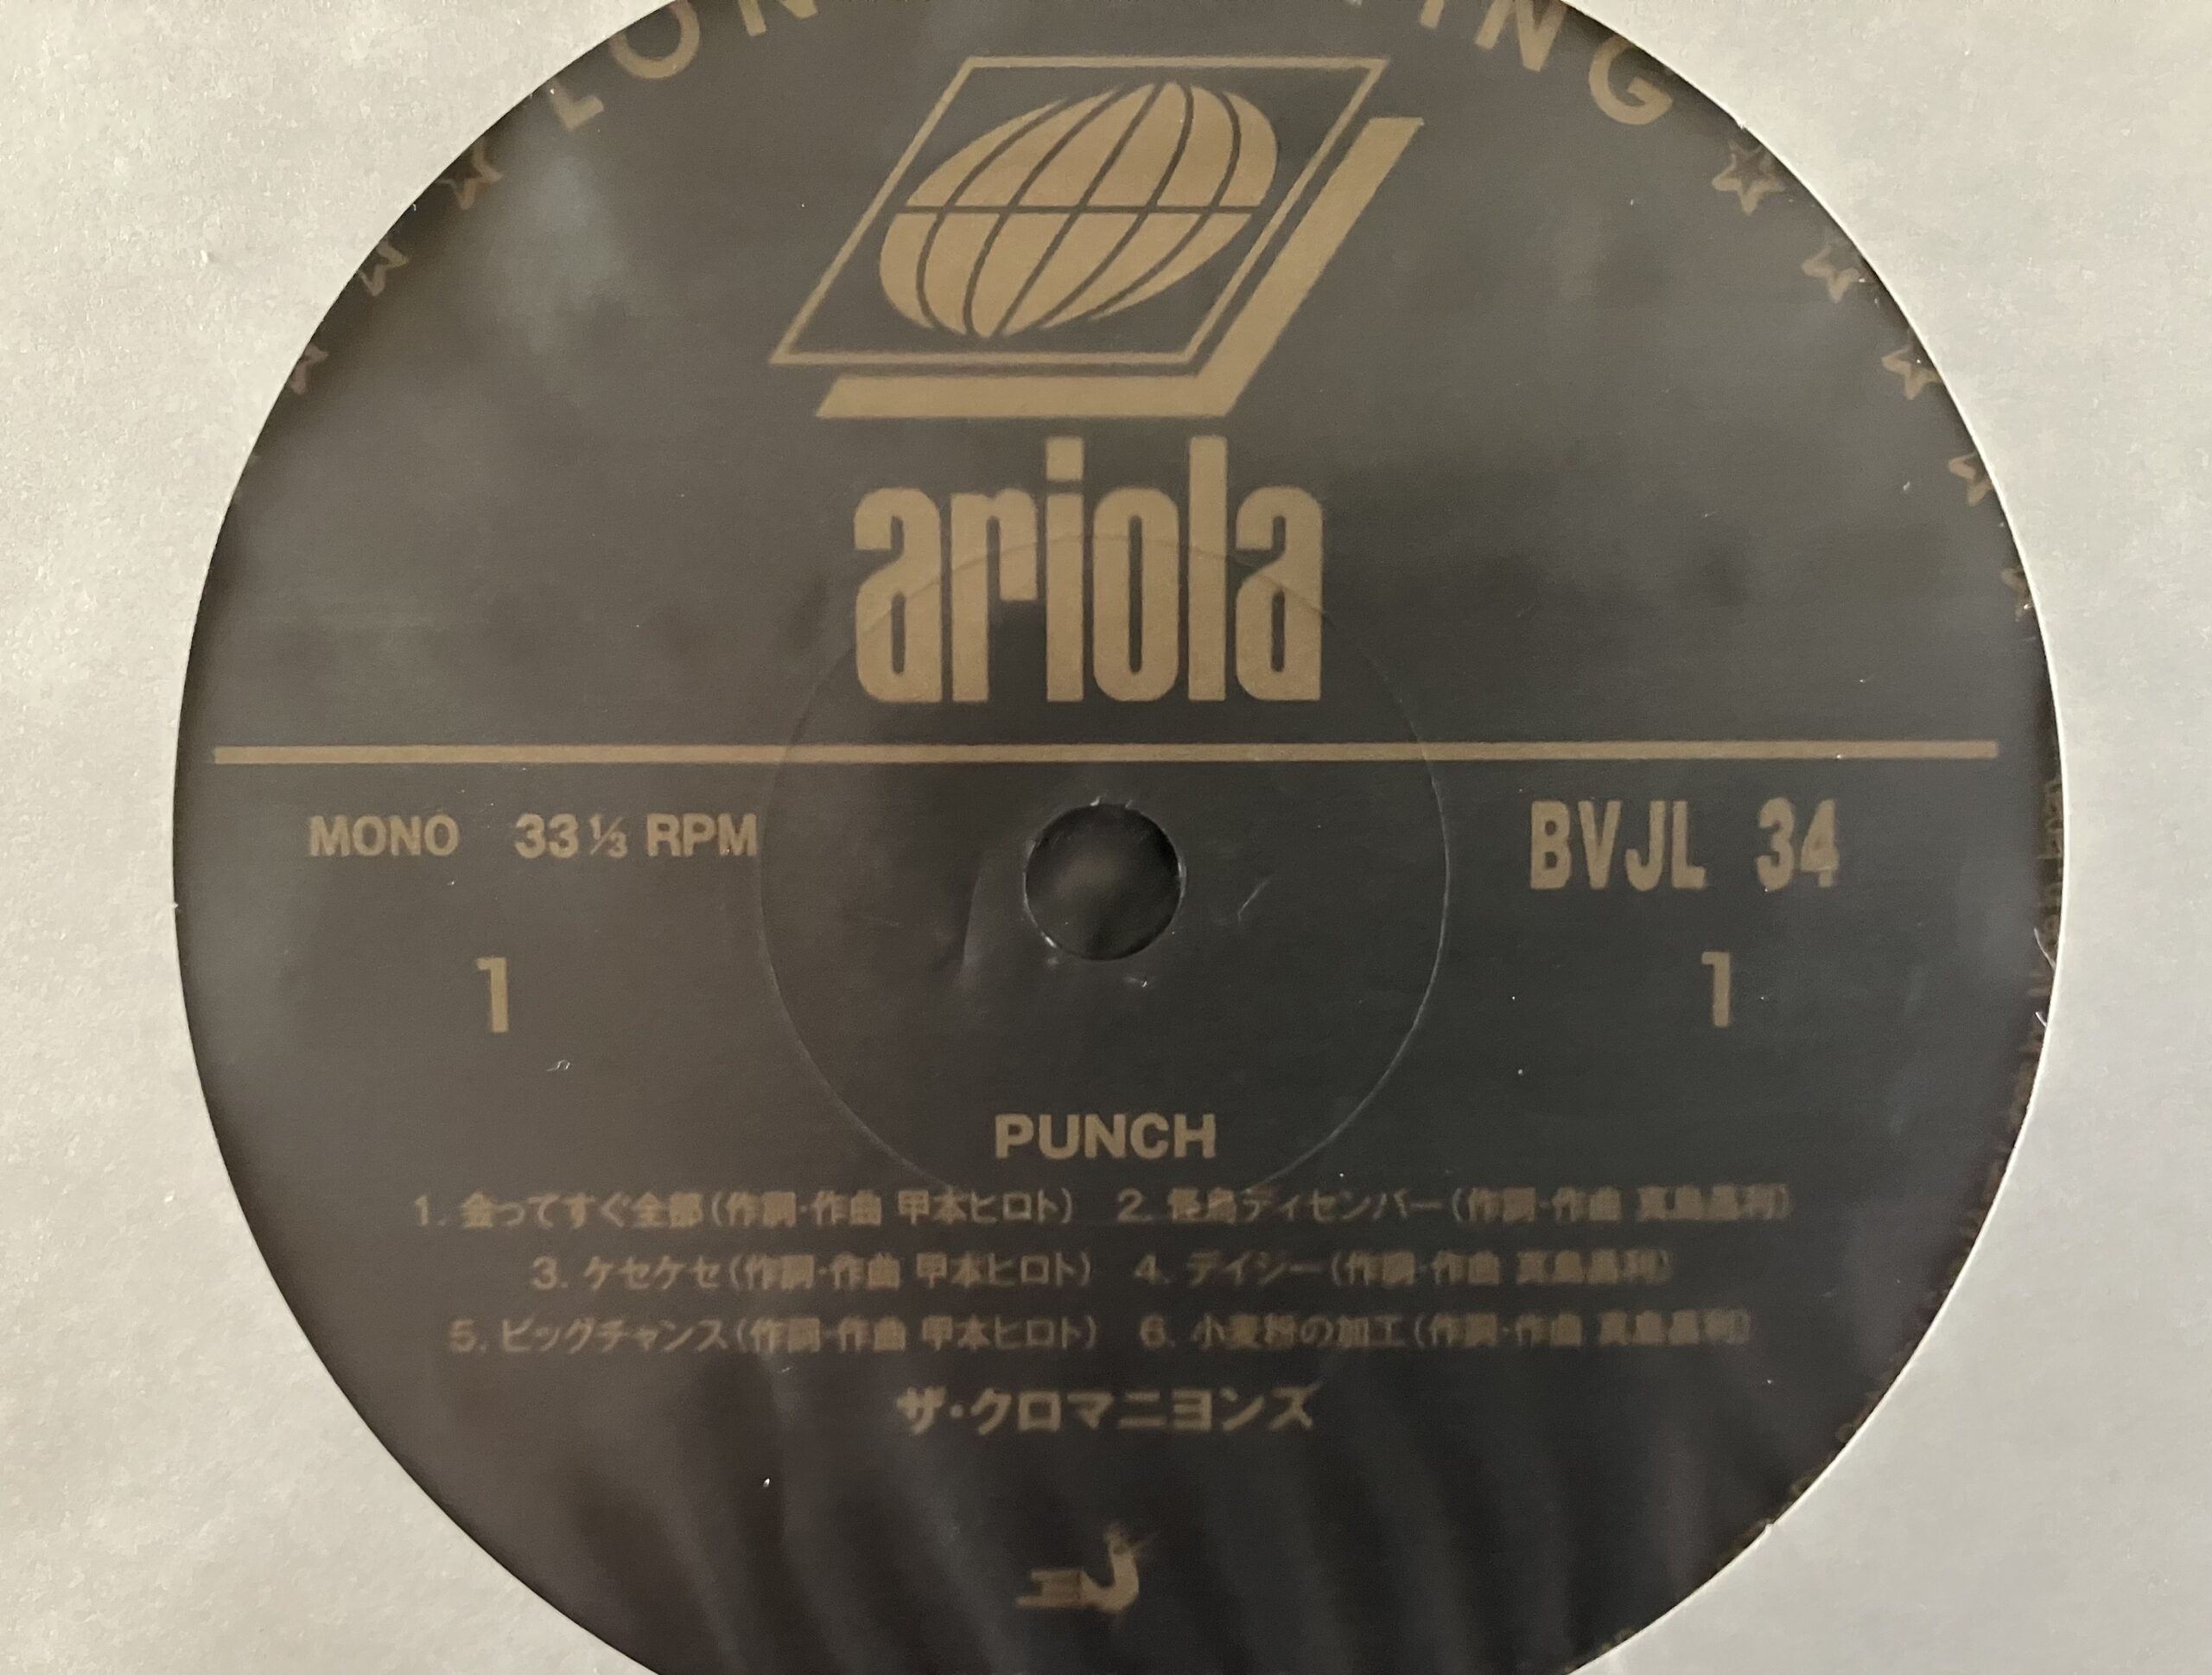 LON
ING
ariola
MONO 33⅓ RPM
BVJL 34
1
1
PUNCH
1. 金ってすぐ全部(作詞・作曲 甲本ヒロト) 2. 怪鳥ディセンバー(作詞・作曲 真島昌利)
3. ケセケセ(作詞・作曲 甲本ヒロト) 4. デイジー(作詞・作曲 真島昌利)
5. ビッグチャンス(作詞・作曲 甲本ヒロト) 6. 小麦粉の加工(作詞・作曲 真島昌利)
ザ・クロマニヨンズ